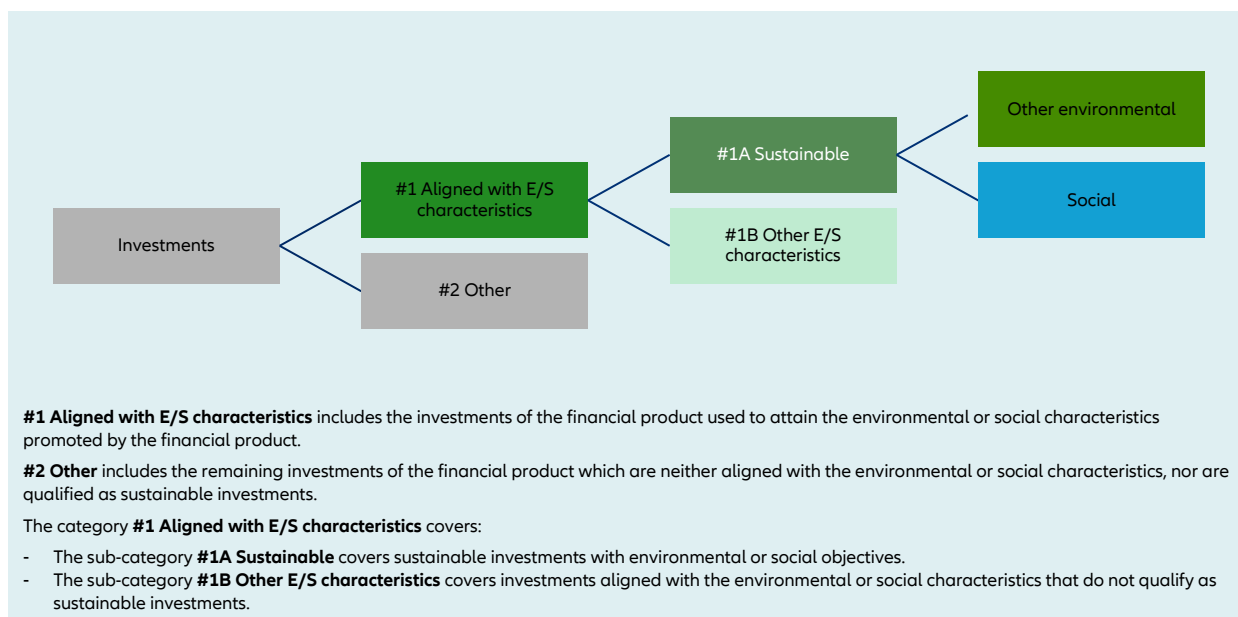 Other environmental
#1A Sustainable
#1 Aligned with E/S
characteristics
Social
Investments
#1B Other E/S
characteristics
#2 Other
#1 Aligned with E/S characteristics includes the investments of the financial product used to attain the environmental or social characteristics
promoted by the financial product.
#2 Other includes the remaining investments of the financial product which are neither aligned with the environmental or social characteristics, nor are
qualified as sustainable investments.
The category #1 Aligned with E/S characteristics covers:
- The sub-category #1A Sustainable covers sustainable investments with environmental or social objectives.
- The sub-category #1B Other E/S characteristics covers investments aligned with the environmental or social characteristics that do not qualify as
sustainable investments.